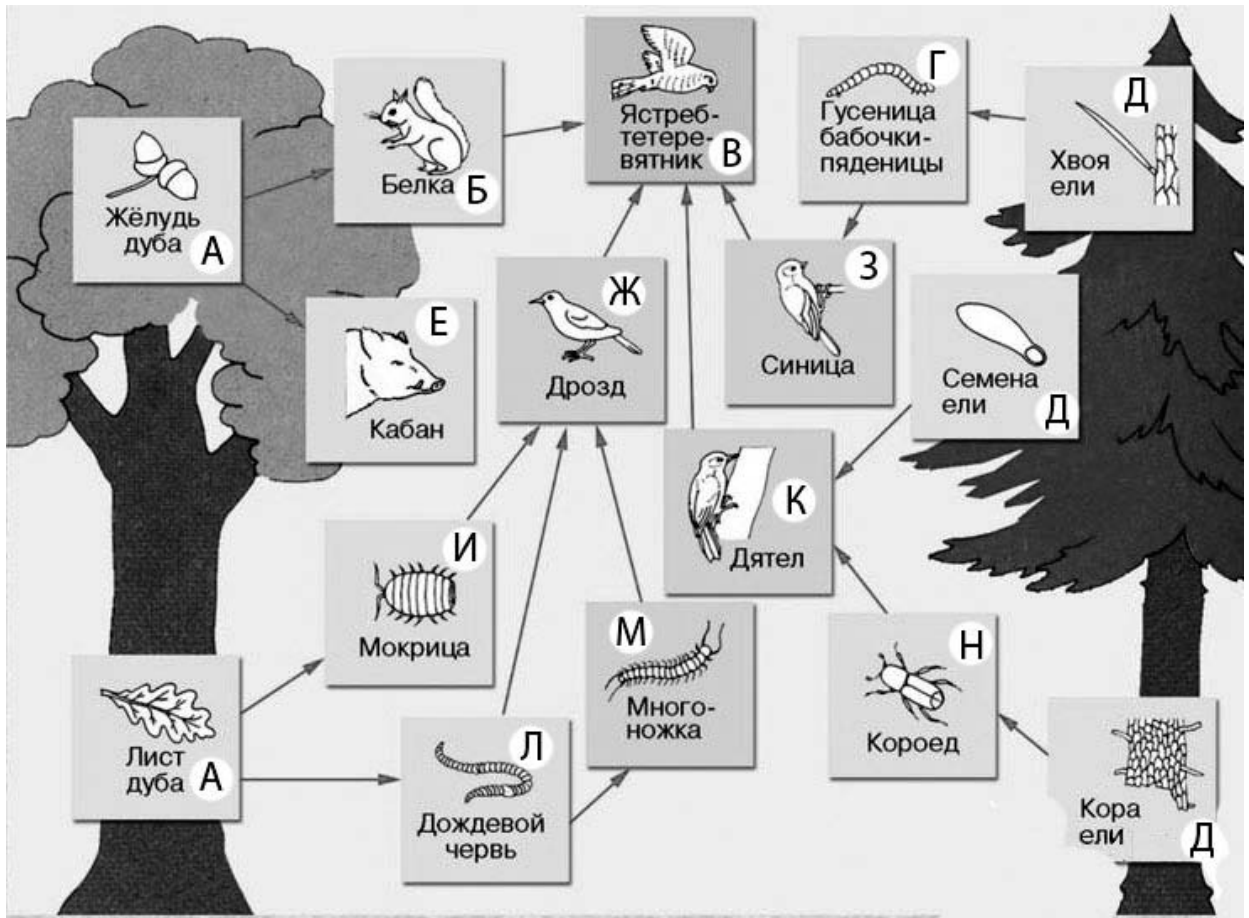 Жёлудь
дуба
А
Белка
Б
Ястреб-
тетере-
вятник
В
Г
Гусеница
бабочки-
пяденицы
Д
Хвоя
ели
Е
Кабан
Ж
Дрозд
З
Синица
Семена
ели
Д
К
Дятел
И
Мокрица
М
Много-
ножка
Н
Короед
Лист
дуба
А
Л
Дождевой
червь
Кора
ели
Д